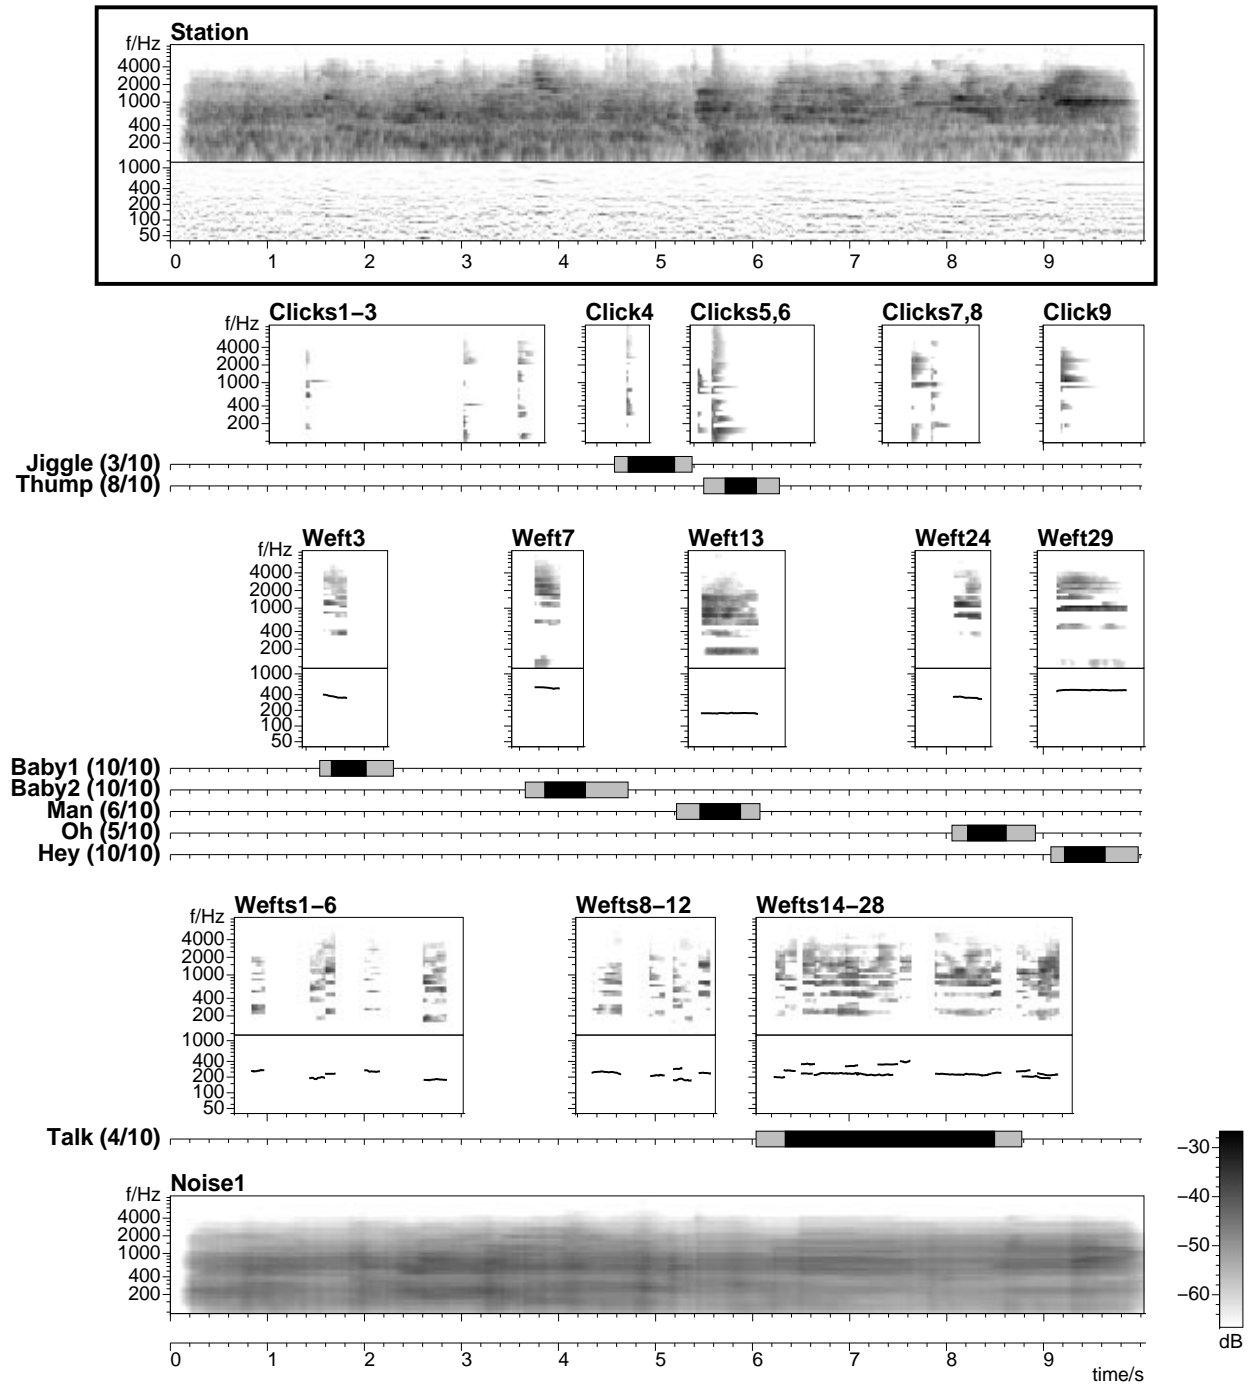 Station
f/Hz
4000
2000
1000
400
200
1000
400
200
100
50
0 1 2 3 4 5 6 7 8 9
Clicks1–3 Click4 Clicks5,6 Clicks7,8 Click9
f/Hz
4000
2000
1000
400
200
Jiggle (3/10)
Thump (8/10)
Weft3 Weft7 Weft13 Weft24 Weft29
f/Hz
4000
2000
1000
400
200
1000
400
200
100
50
Baby1 (10/10)
Baby2 (10/10)
Man (6/10)
Oh (5/10)
Hey (10/10)
Wefts1–6 Wefts8–12 Wefts14–28
f/Hz
4000
2000
1000
400
200
1000
400
200
100
50
Talk (4/10)
Noise1
f/Hz
4000
2000
1000
400
200
0 1 2 3 4 5 6 7 8 9
time/s
−30
−40
−50
−60
dB